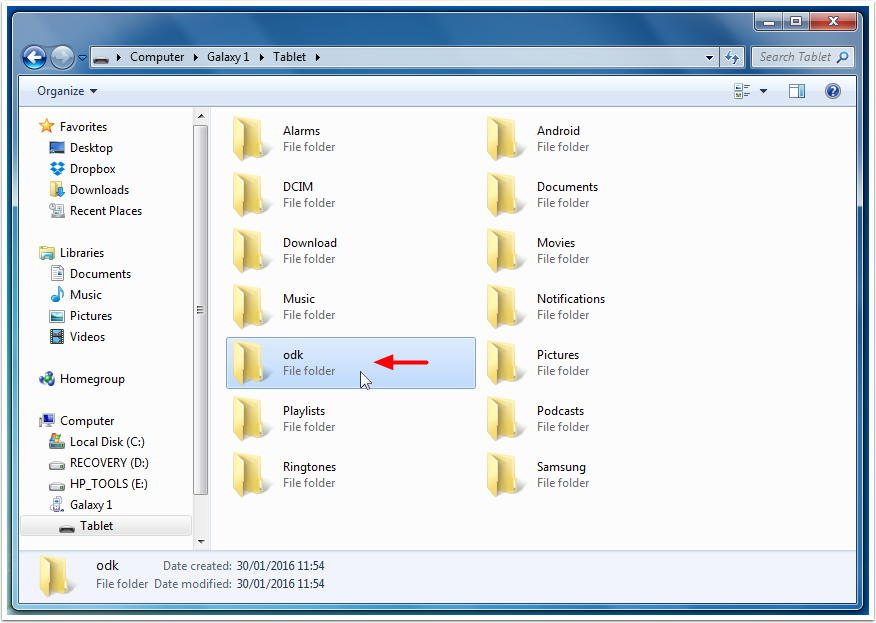 Computer Galaxy 1 Tablet
Search Tablet
Organize
Favorites
Desktop
Dropbox
Downloads
Recent Places
Libraries
Documents
Music
Pictures
Videos
Homegroup
Computer
Local Disk (C:)
RECOVERY (D:)
HP_TOOLS (E:)
Galaxy 1
Tablet
Alarms
File folder
Android
File folder
DCIM
File folder
Documents
File folder
Download
File folder
Movies
File folder
Music
File folder
Notifications
File folder
odk
File folder
Pictures
File folder
Playlists
File folder
Podcasts
File folder
Ringtones
File folder
Samsung
File folder
odk Date created: 30/01/2016 11:54
File folder Date modified: 30/01/2016 11:54